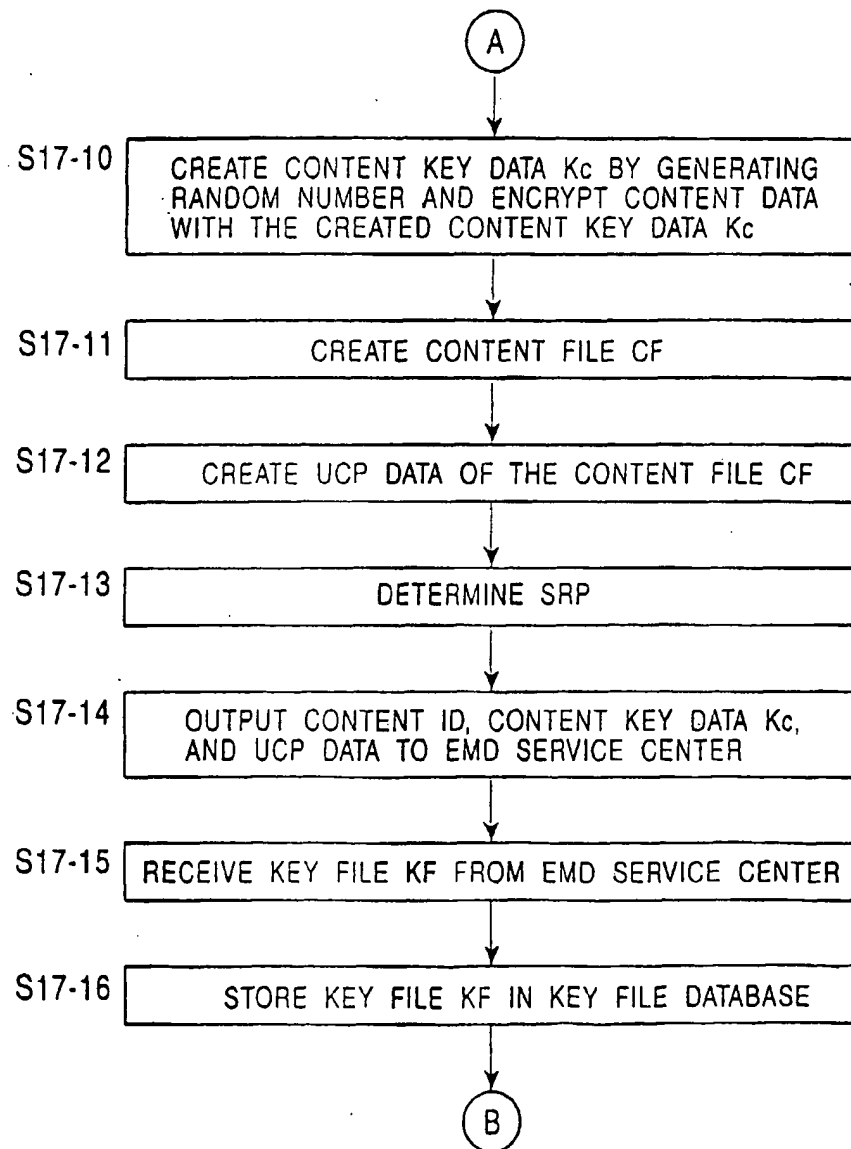 A
S17-10
CREATE CONTENT KEY DATA Kc BY GENERATING
RANDOM NUMBER AND ENCRYPT CONTENT DATA
WITH THE CREATED CONTENT KEY DATA Kc
S17-11
CREATE CONTENT FILE CF
S17-12
CREATE UCP DATA OF THE CONTENT FILE CF
S17-13
DETERMINE SRP
S17-14
OUTPUT CONTENT ID, CONTENT KEY DATA Kc,
AND UCP DATA TO EMD SERVICE CENTER
S17-15
RECEIVE KEY FILE KF FROM EMD SERVICE CENTER
S17-16
STORE KEY FILE KF IN KEY FILE DATABASE
B